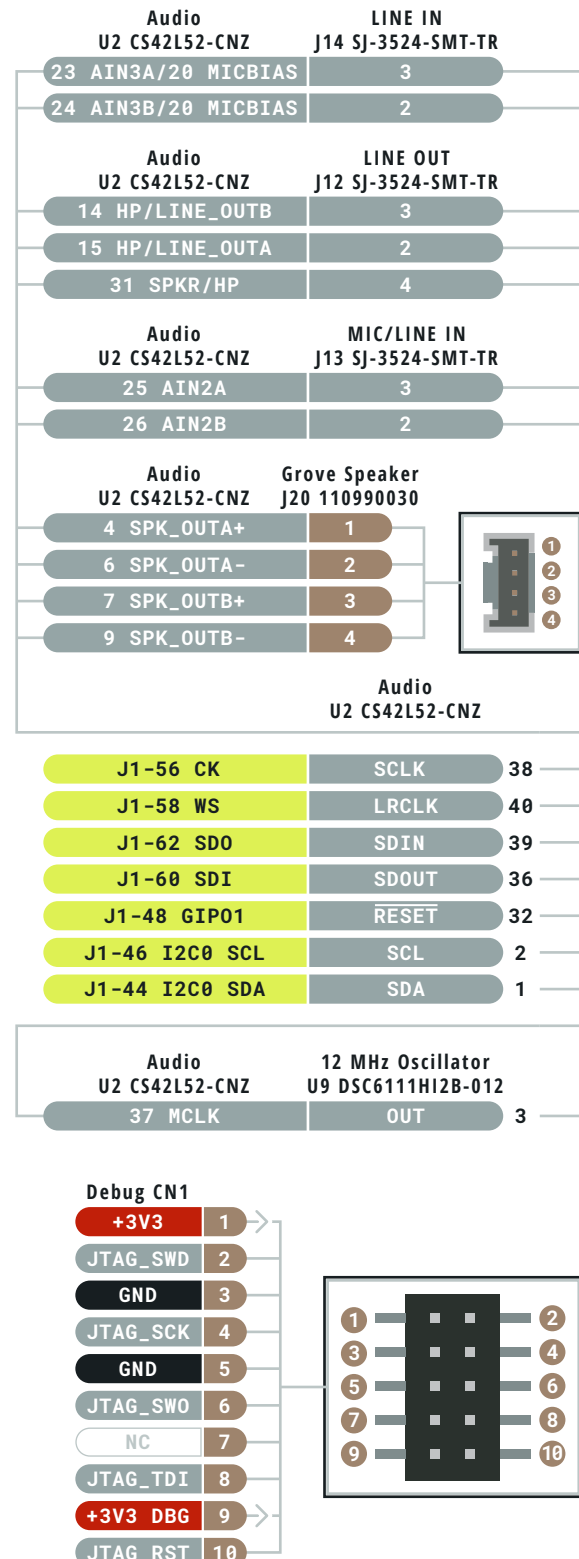 Audio LINE IN
U2 CS42L52-CNZ J14 SJ-3524-SMT-TR
23 AIN3A/20 MICBIAS 3
24 AIN3B/20 MICBIAS 2
Audio LINE OUT
U2 CS42L52-CNZ J12 SJ-3524-SMT-TR
14 HP/LINE_OUTB 3
15 HP/LINE_OUTA 2
31 SPKR/HP 4
Audio MIC/LINE IN
U2 CS42L52-CNZ J13 SJ-3524-SMT-TR
25 AIN2A 3
26 AIN2B 2
Audio Grove Speaker
U2 CS42L52-CNZ J20 110990030
4 SPK_OUTA+ 1
6 SPK_OUTA- 2
7 SPK_OUTB+ 3
9 SPK_OUTB- 4
1
2
3
4
Audio
U2 CS42L52-CNZ
J1-56 CK SCLK 38
J1-58 WS LRCLK 40
J1-62 SDO SDIN 39
J1-60 SDI SDOUT 36
J1-48 GIPO1 RESET 32
J1-46 I2C0 SCL SCL 2
J1-44 I2C0 SDA SDA 1
Audio 12 MHz Oscillator
U2 CS42L52-CNZ U9 DSC6111HI2B-012
37 MCLK OUT 3
Debug CN1
+3V3 1
JTAG_SWD 2
GND 3
JTAG_SCK 4
GND 5
JTAG_SWO 6
NC 7
JTAG_TDI 8
+3V3 DBG 9
JTAG_RST 10
1 2
3 4
5 6
7 8
9 10